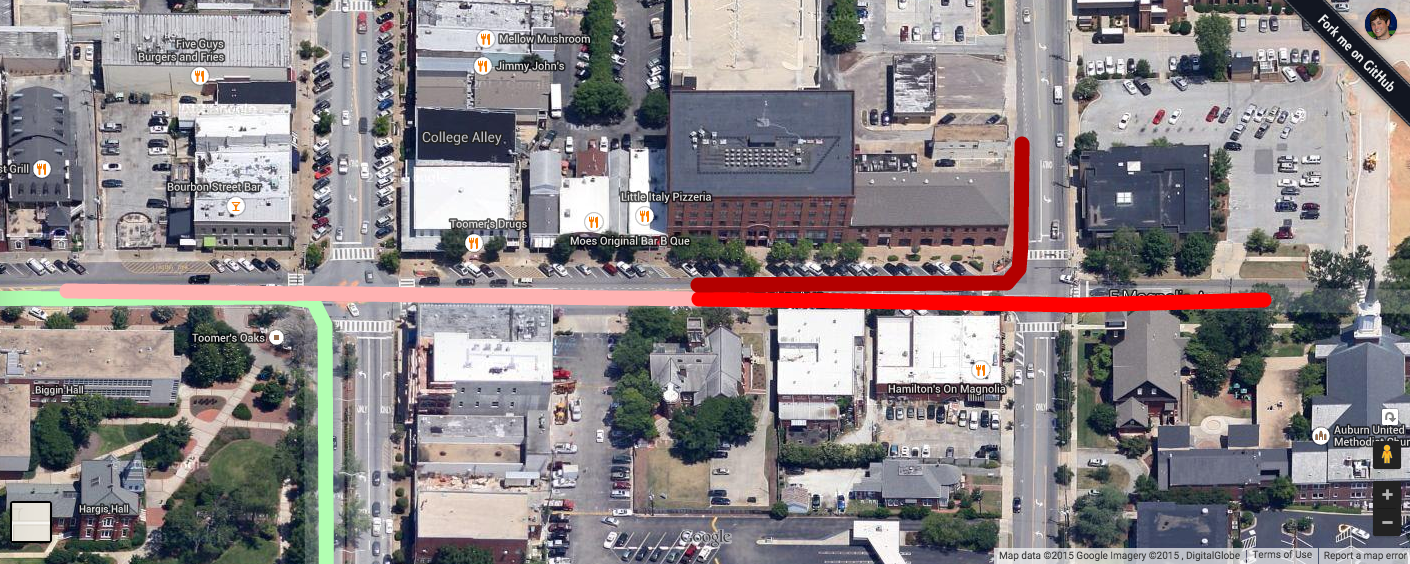 Five Guys
Burgers and Fries
Mellow Mushroom
Jimmy John's
Fork me on GitHub
College Alley
st Grill
Bourbon Street Bar
Little Italy Pizzeria
Toomer's Drugs
Moes Original Bar B Que
Toomer's Oaks
Biggin Hall
Hamilton's On Magnolia
Auburn United
Hargis Hall
Google
Map data ©2015 Google Imagery ©2015 , DigitalGlobe
Terms of Use
Report a map error